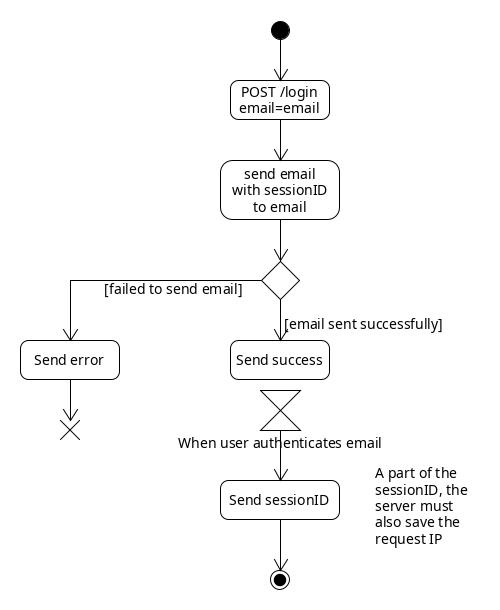 POST /login
email=email
send email
with sessionID
to email
[failed to send email]
[email sent successfully]
Send error
Send success
When user authenticates email
Send sessionID
A part of the
sessionID, the
server must
also save the
request IP